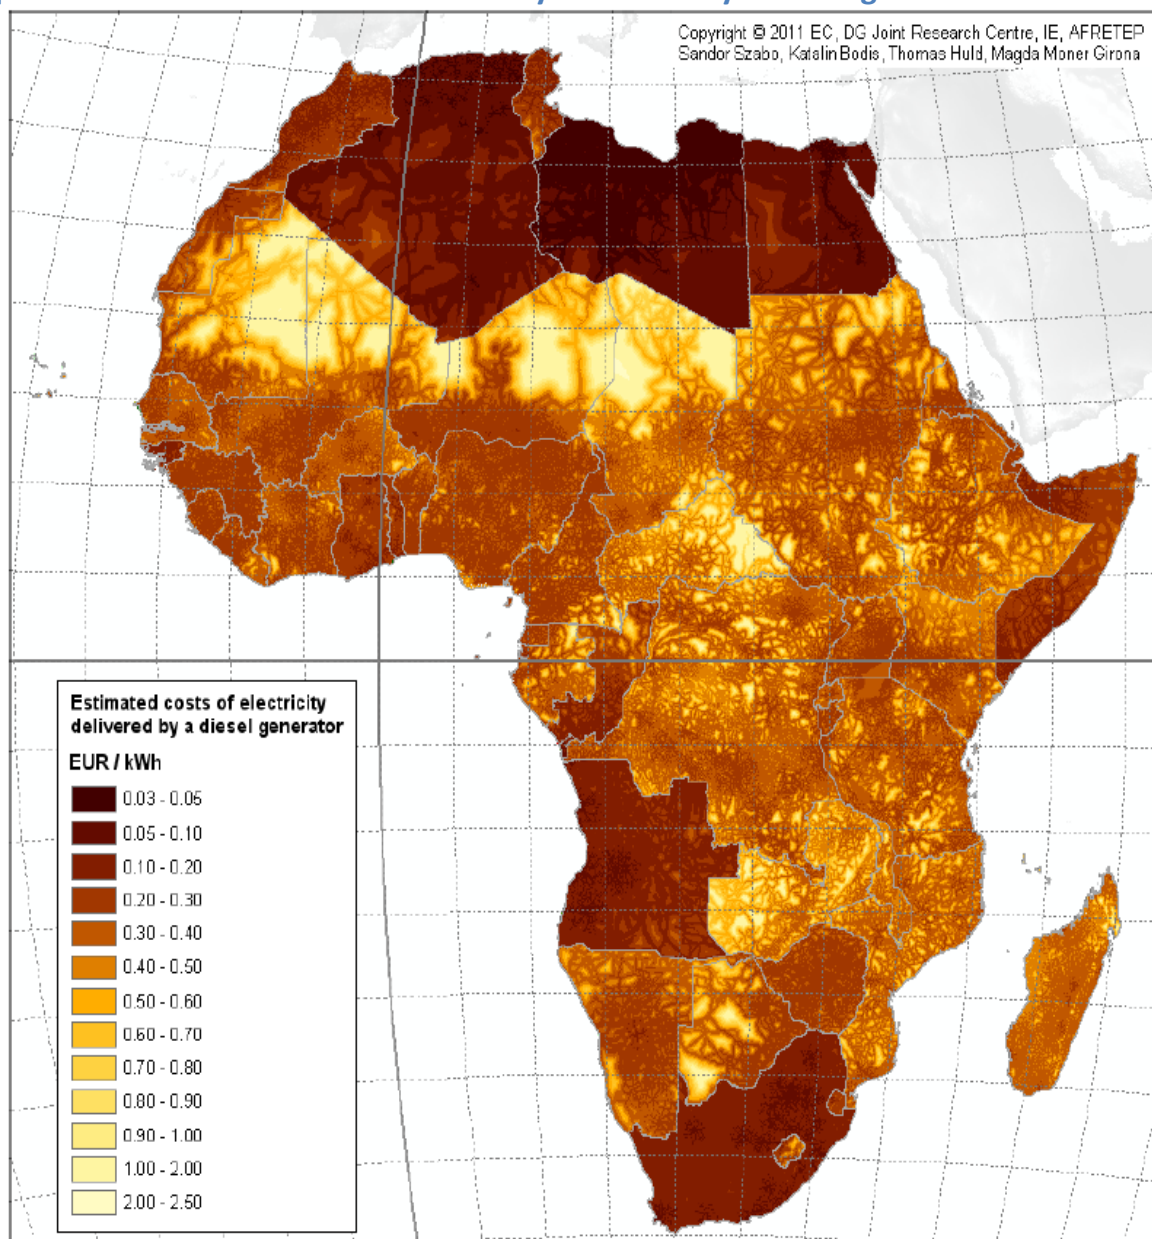 Copyright © 2011 EC, DG Joint Research Centre, IE, AFRETEP
Sandor Szabo, Katalin Bodis, Thomas Huld, Magda Moner Girona
Estimated costs of electricity
delivered by a diesel generator
EUR / kWh
0.03 - 0.05
0.05 - 0.10
0.10 - 0.20
0.20 - 0.30
0.30 - 0.40
0.40 - 0.50
0.50 - 0.60
0.60 - 0.70
0.70 - 0.80
0.80 - 0.90
0.90 - 1.00
1.00 - 2.00
2.00 - 2.50